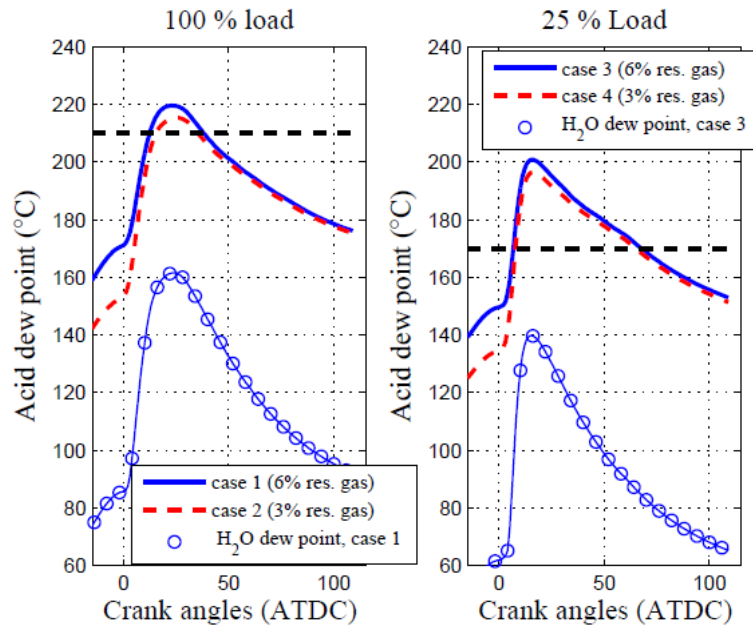 100 % load
Acid dew point (°C)
240
220
200
180
160
140
120
100
80
60
0
50
100
Crank angles (ATDC)
case 1 (6% res. gas)
case 2 (3% res. gas)
H₂O dew point, case 1
25 % Load
Acid dew point (°C)
240
220
200
180
160
140
120
100
80
60
0
50
100
Crank angles (ATDC)
case 3 (6% res. gas)
case 4 (3% res. gas)
H₂O dew point, case 3